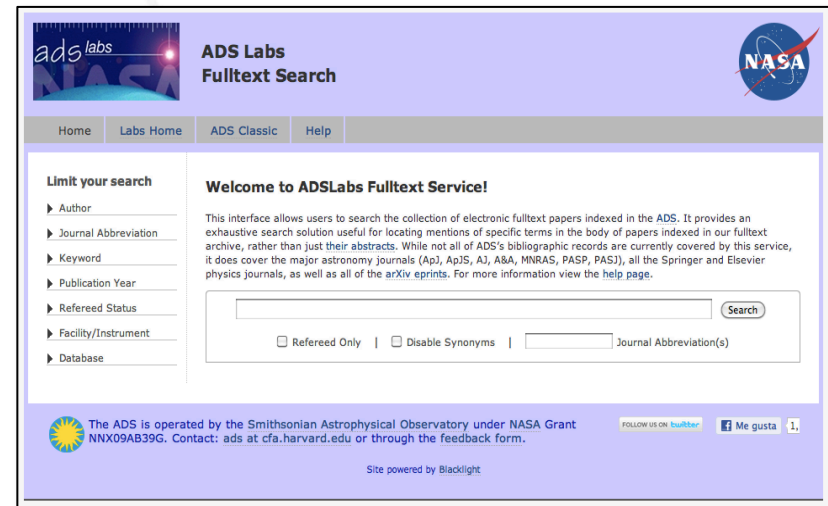 ads labs
NASA
ADS Labs
Fulltext Search
NASA
Home
Labs Home
ADS Classic
Help
Limit your search
Author
Journal Abbreviation
Keyword
Publication Year
Refereed Status
Facility/Instrument
Database
Welcome to ADSLabs Fulltext Service!
This interface allows users to search the collection of electronic fulltext papers indexed in the ADS. It provides an
exhaustive search solution useful for locating mentions of specific terms in the body of papers indexed in our fulltext
archive, rather than just their abstracts. While not all of ADS's bibliographic records are currently covered by this service,
it does cover the major astronomy journals (ApJ, ApJS, AJ, A&A, MNRAS, PASP, PASJ), all the Springer and Elsevier
physics journals, as well as all of the arXiv eprints. For more information view the help page.
Search
Refereed Only | Disable Synonyms | Journal Abbreviation(s)
The ADS is operated by the Smithsonian Astrophysical Observatory under NASA Grant
NNX09AB39G. Contact: ads at cfa.harvard.edu or through the feedback form.
FOLLOW US ON twitter
f Me gusta
1,
Site powered by Blacklight